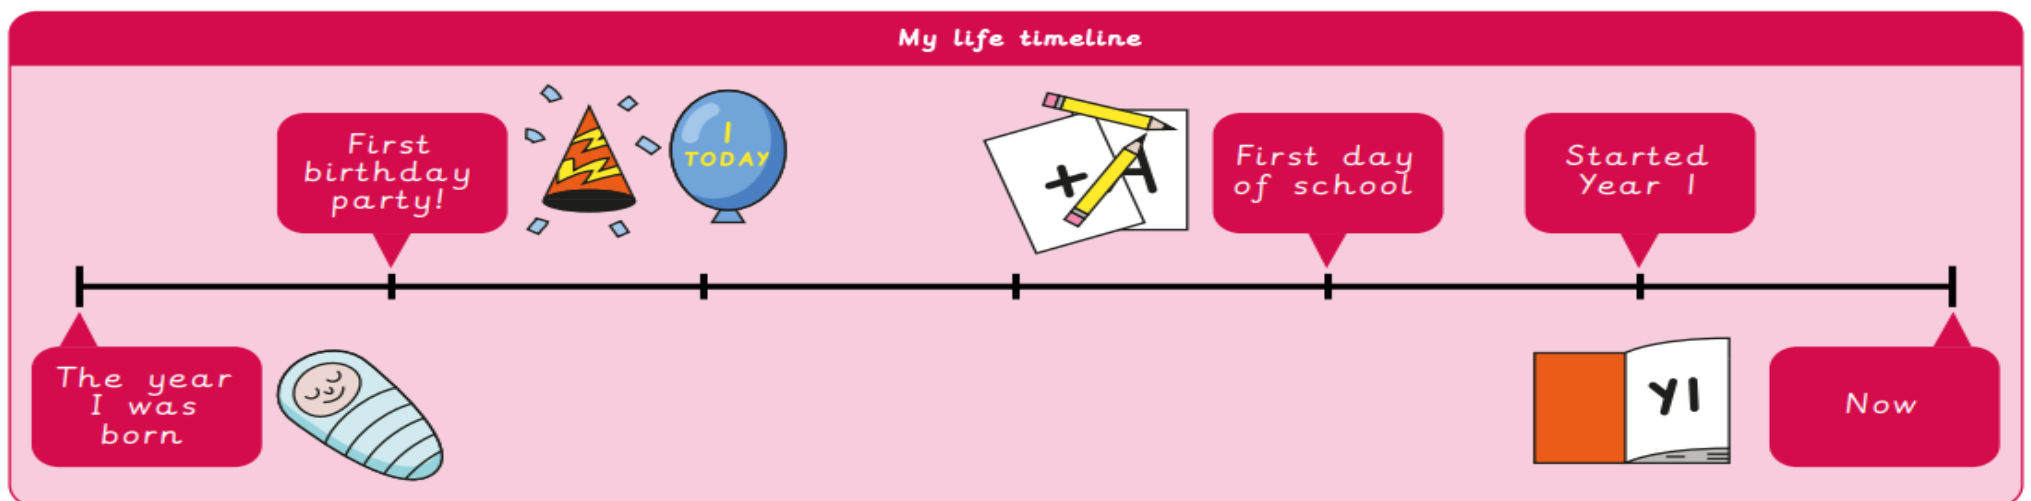 My life timeline
The year
I was
born
First
birthday
party!
1
TODAY
+ A
First day
of school
Started
Year 1
Y1
Now